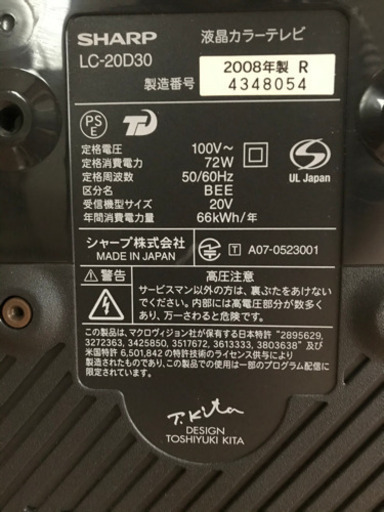 SHARP 液晶カラーテレビ
LC-20D30
製造番号 2008年製 R
4348054
PS
E
定格電圧 100V~
定格消費電力 72W
定格周波数 50/60Hz
区分名 BEE
受信機型サイズ 20V
年間消費電力量 66kWh/年
UL Japan
シャープ株式会社
MADE IN JAPAN
T A07-0523001
警告 高圧注意
サービスマン以外の方は、裏ぶたをあけないで
ください。内部には高電圧部分が数多く
あり、万一さわると危険です。
この製品は、マクロヴィジョン社が保有する日本特許 "2895629,
3272363, 3425850, 3517672, 3613333, 3803638" 及び
米国特許 6,501,842 の特許技術のライセンス供与により
製造されたものであり、この製品での使用は一部のプログラム配信に
限定されています。
T. Kita
DESIGN
TOSHIYUKI KITA